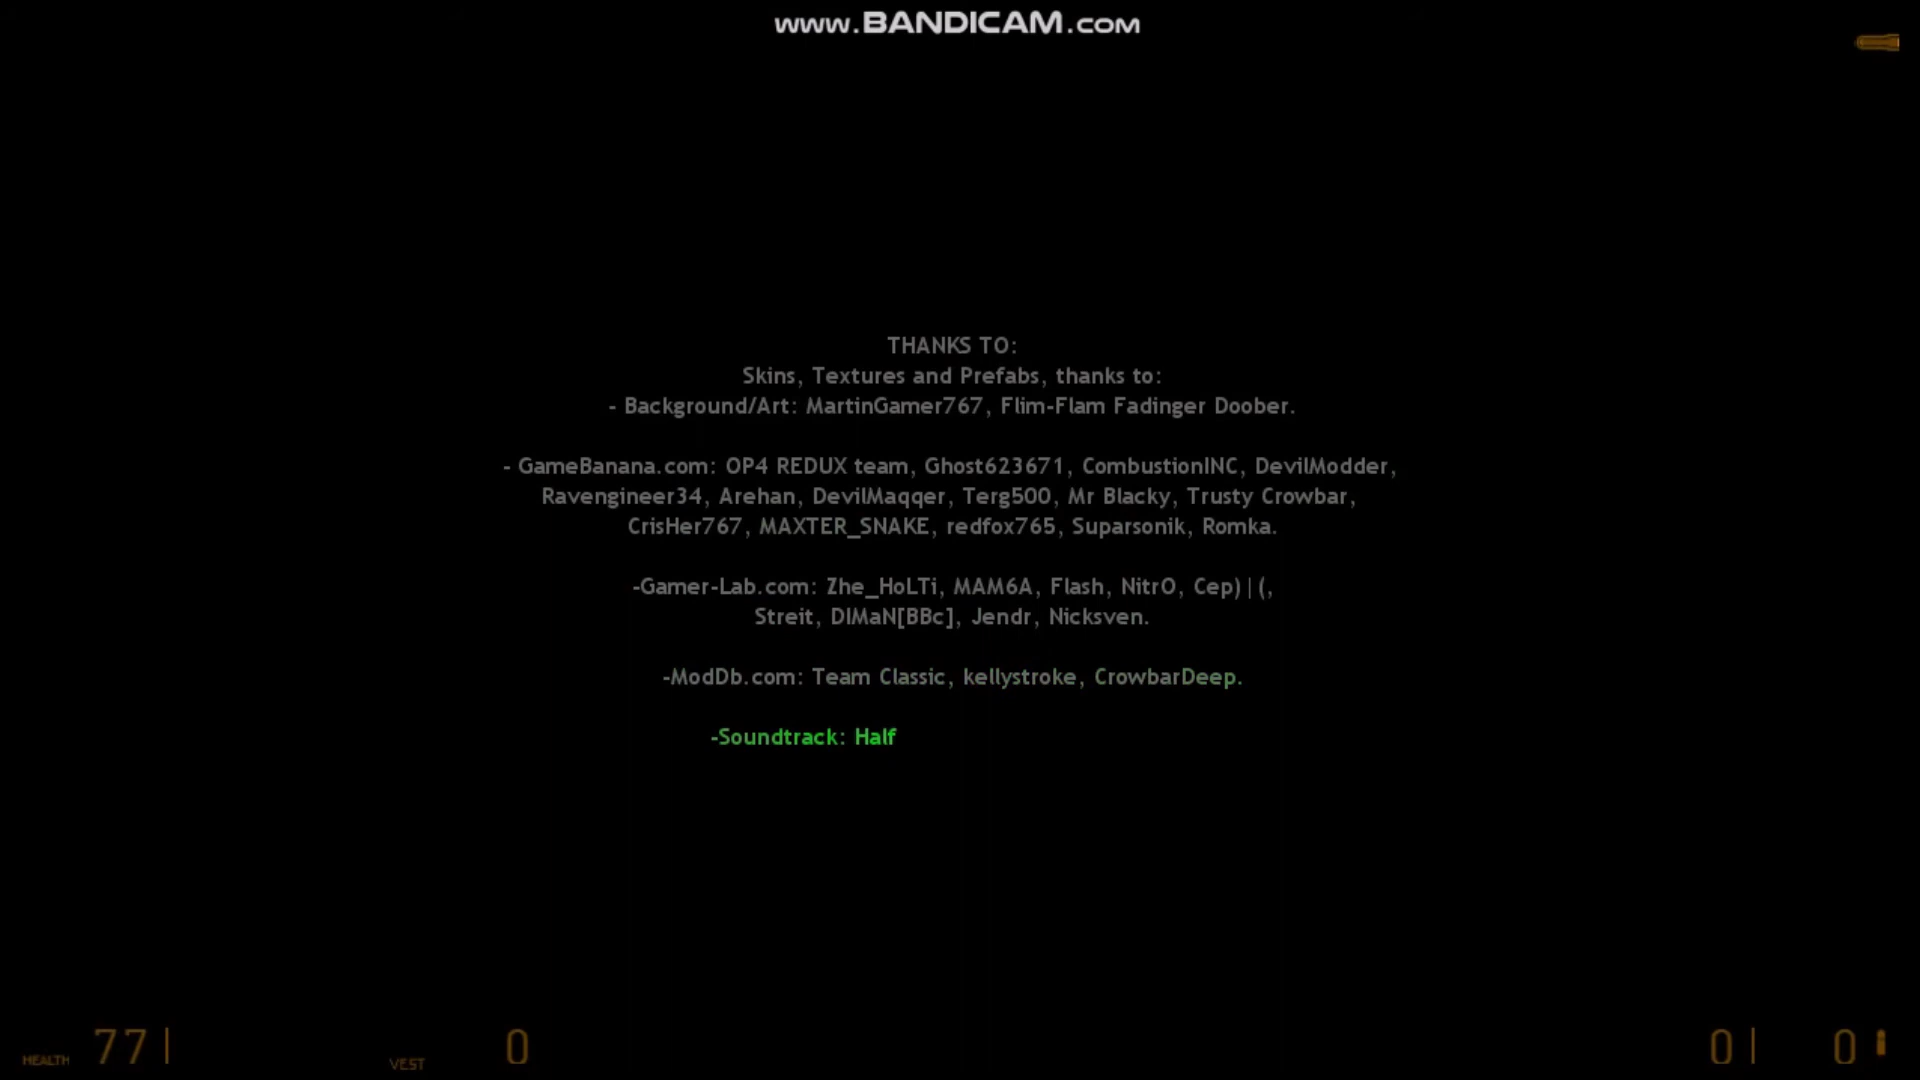 www.BANDICAM.com
THANKS TO:
Skins, Textures and Prefabs, thanks to:
- Background/Art: MartinGamer767, Flim-Flam Fadinger Doober.
- GameBanana.com: OP4 REDUX team, Ghost623671, CombustionINC, DevilModder,
Ravengineer34, Arehan, DevilMaqqer, Terg500, Mr Blacky, Trusty Crowbar,
CrisHer767, MAXTER_SNAKE, redfox765, Suparsonik, Romka.
-Gamer-Lab.com: Zhe_HoLTi, MAM6A, Flash, NitrO, Cep)|(,
Streit, DIMaN[BBc], Jendr, Nicksven.
-ModDb.com: Team Classic, kellystroke, CrowbarDeep.
-Soundtrack: Half
HEALTH 77| VEST 0 0| 0